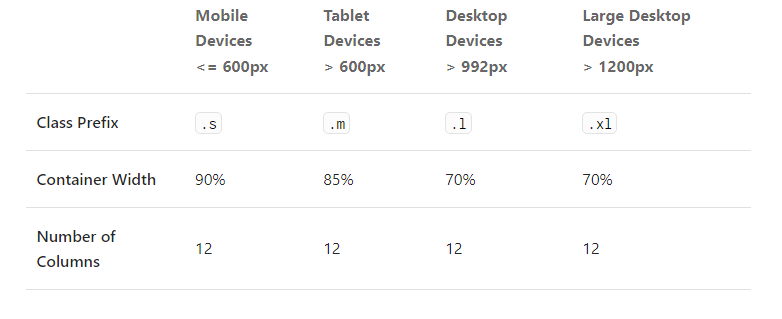 Mobile Devices <= 600px
Tablet Devices > 600px
Desktop Devices > 992px
Large Desktop Devices > 1200px
Class Prefix .s .m .l .xl
Container Width 90% 85% 70% 70%
Number of Columns 12 12 12 12